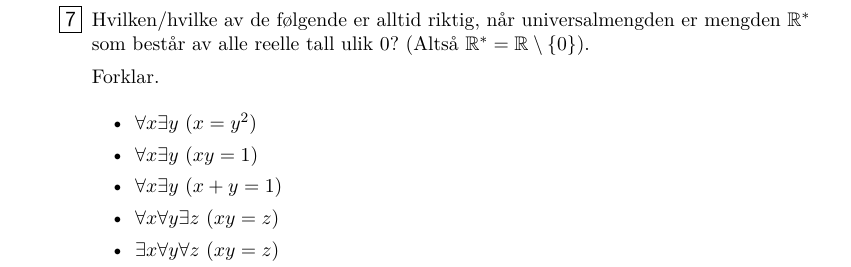 7 Hvilken/hvilke av de følgende er alltid riktig, når universalmengden er mengden ℝ*
som består av alle reelle tall ulik 0? (Altså ℝ* = ℝ \ {0}).
Forklar.
• ∀x∃y (x = y²)
• ∀x∃y (xy = 1)
• ∀x∃y (x + y = 1)
• ∀x∀y∃z (xy = z)
• ∃x∀y∀z (xy = z)